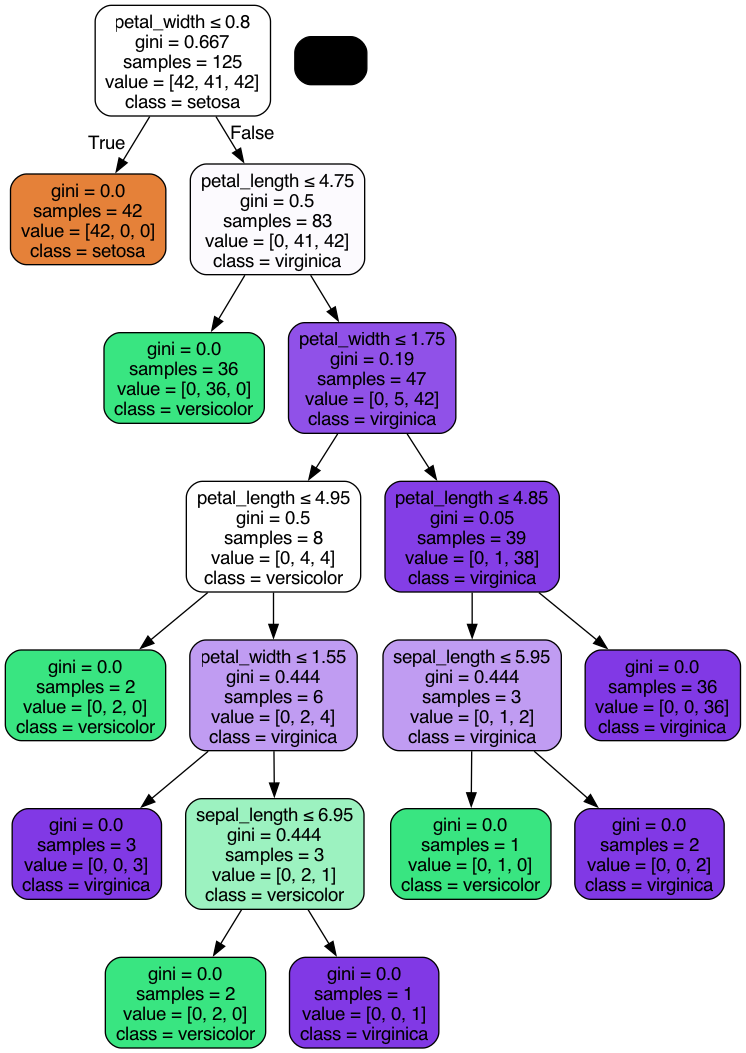 petal_width ≤ 0.8
gini = 0.667
samples = 125
value = [42, 41, 42]
class = setosa
True
False
gini = 0.0
samples = 42
value = [42, 0, 0]
class = setosa
petal_length ≤ 4.75
gini = 0.5
samples = 83
value = [0, 41, 42]
class = virginica
gini = 0.0
samples = 36
value = [0, 36, 0]
class = versicolor
petal_width ≤ 1.75
gini = 0.19
samples = 47
value = [0, 5, 42]
class = virginica
petal_length ≤ 4.95
gini = 0.5
samples = 8
value = [0, 4, 4]
class = versicolor
petal_length ≤ 4.85
gini = 0.05
samples = 39
value = [0, 1, 38]
class = virginica
gini = 0.0
samples = 2
value = [0, 2, 0]
class = versicolor
petal_width ≤ 1.55
gini = 0.444
samples = 6
value = [0, 2, 4]
class = virginica
sepal_length ≤ 5.95
gini = 0.444
samples = 3
value = [0, 1, 2]
class = virginica
gini = 0.0
samples = 36
value = [0, 0, 36]
class = virginica
gini = 0.0
samples = 3
value = [0, 0, 3]
class = virginica
sepal_length ≤ 6.95
gini = 0.444
samples = 3
value = [0, 2, 1]
class = versicolor
gini = 0.0
samples = 1
value = [0, 1, 0]
class = versicolor
gini = 0.0
samples = 2
value = [0, 0, 2]
class = virginica
gini = 0.0
samples = 2
value = [0, 2, 0]
class = versicolor
gini = 0.0
samples = 1
value = [0, 0, 1]
class = virginica